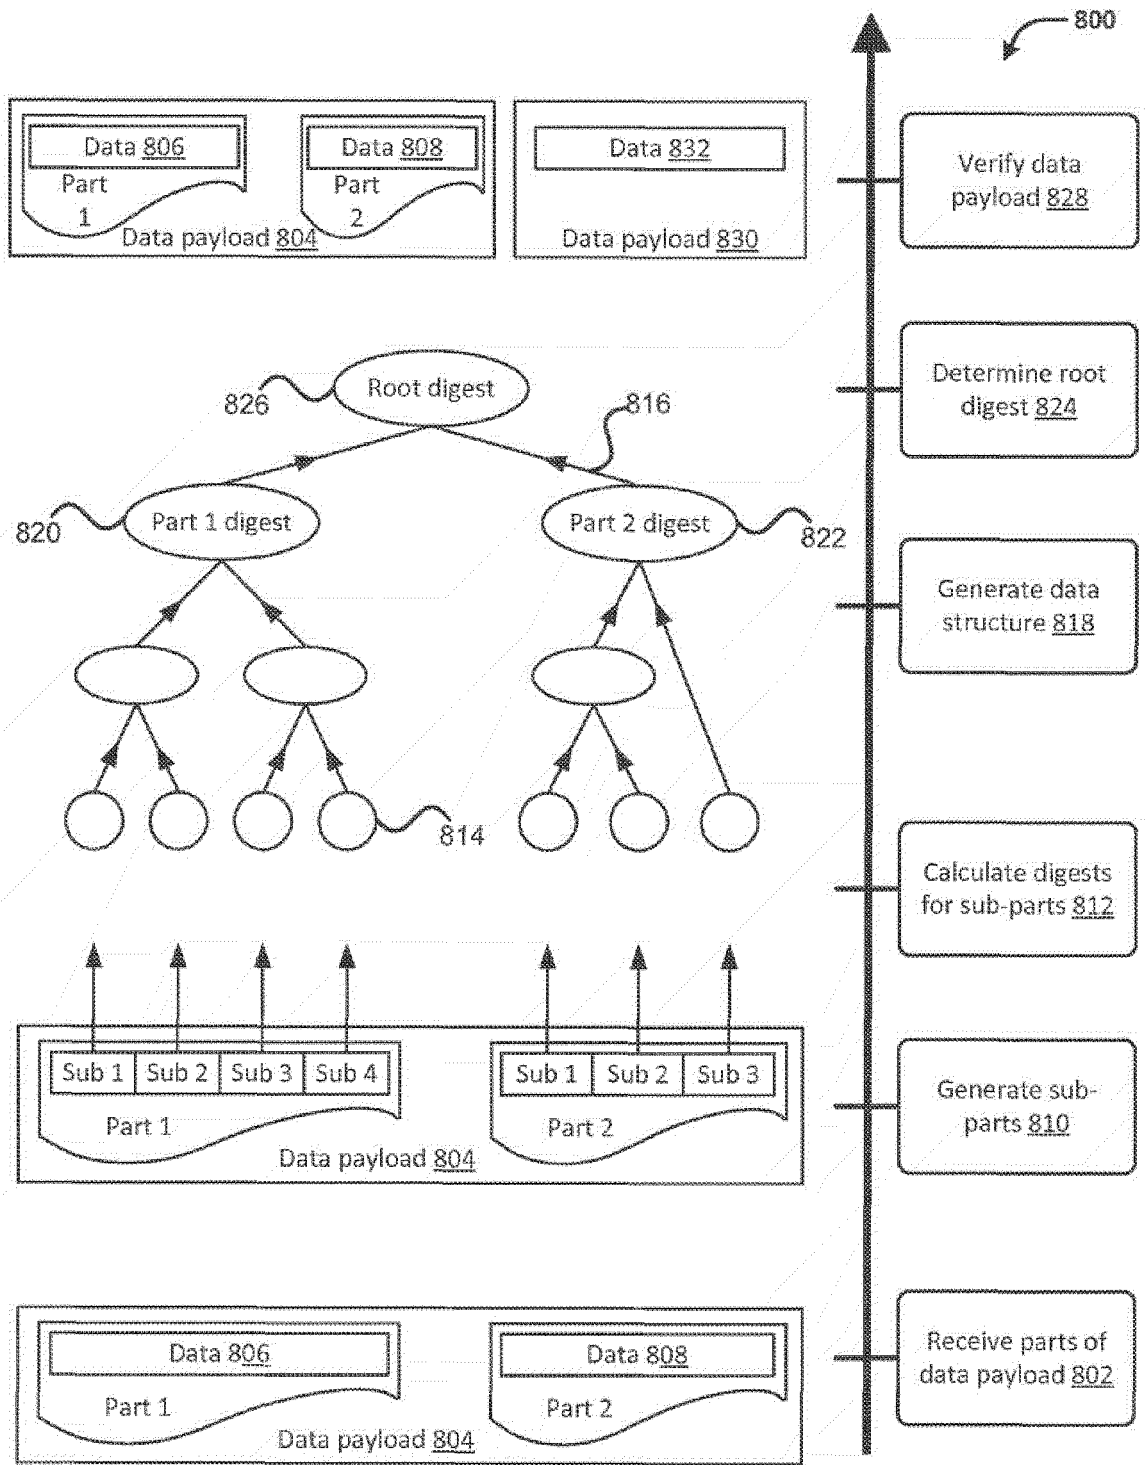 800
Data 806
Part
1
Data 808
Part
2
Data payload 804
Data 832
Data payload 830
Verify data
payload 828
Root digest
826
816
Determine root
digest 824
Part 1 digest
820
Part 2 digest
822
Generate data
structure 818
814
Calculate digests
for sub-parts 812
Sub 1 Sub 2 Sub 3 Sub 4
Part 1
Sub 1 Sub 2 Sub 3
Part 2
Data payload 804
Generate sub-
parts 810
Data 806
Part 1
Data 808
Part 2
Data payload 804
Receive parts of
data payload 802